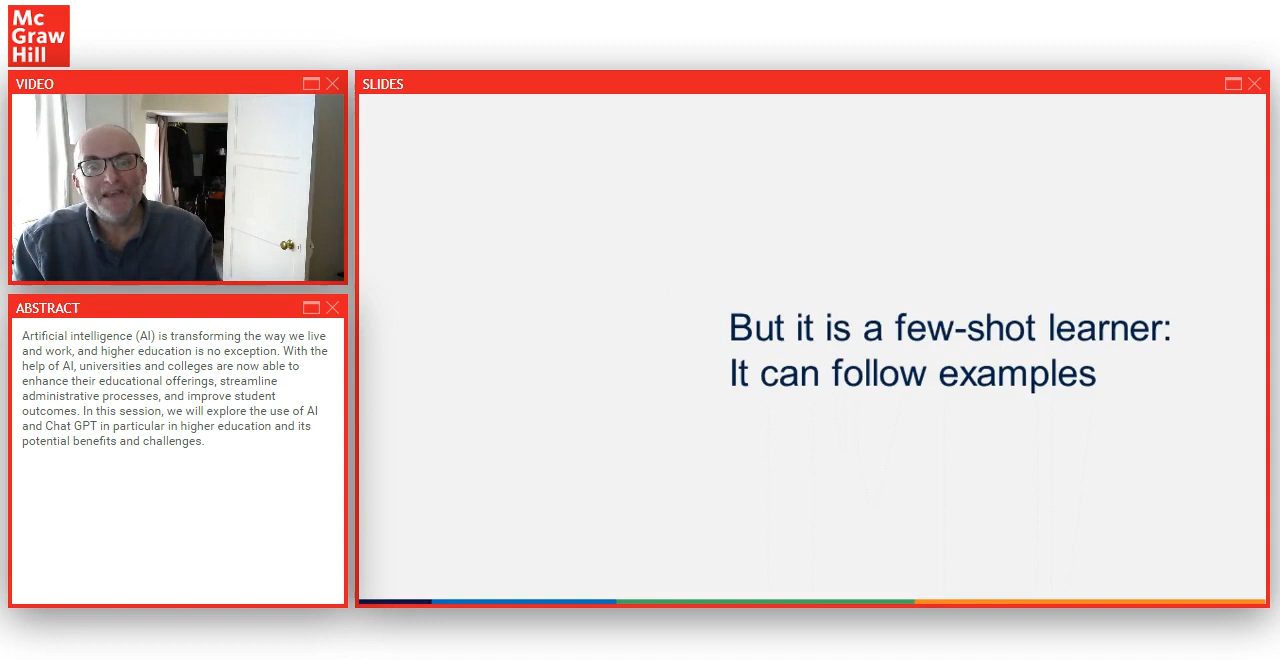 Mc
Graw
Hill
VIDEO
SLIDES
But it is a few-shot learner:
It can follow examples
ABSTRACT
Artificial intelligence (AI) is transforming the way we live
and work, and higher education is no exception. With the
help of AI, universities and colleges are now able to
enhance their educational offerings, streamline
administrative processes, and improve student
outcomes. In this session, we will explore the use of AI
and Chat GPT in particular in higher education and its
potential benefits and challenges.